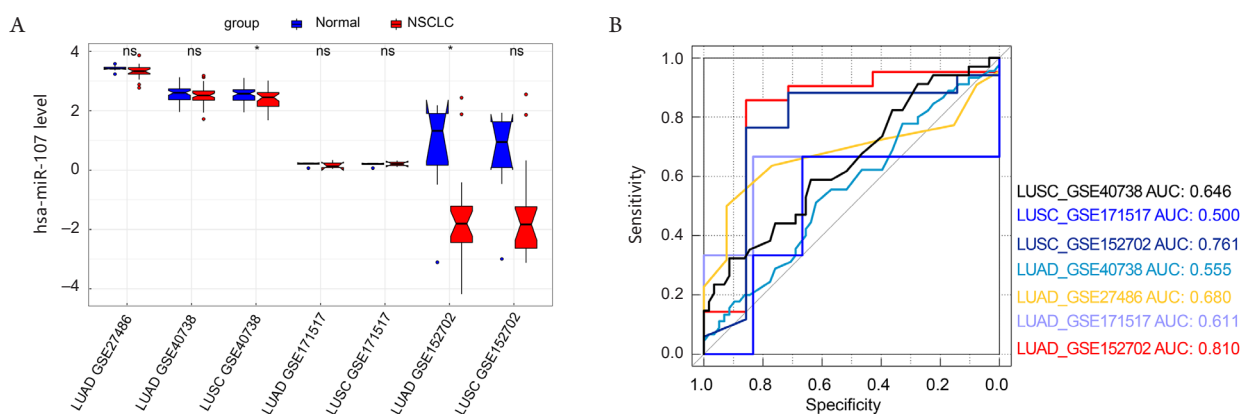 A
group Normal NSCLC
hsa-miR-107 level
4
2
0
−2
−4
ns ns * ns ns * ns
LUAD GSE27486
LUAD GSE40738
LUSC GSE40738
LUAD GSE171517
LUSC GSE171517
LUAD GSE152702
LUSC GSE152702
B
Sensitivity
1.0
0.8
0.6
0.4
0.2
0.0
1.0 0.8 0.6 0.4 0.2 0.0
Specificity
LUSC_GSE40738 AUC: 0.646
LUSC_GSE171517 AUC: 0.500
LUSC_GSE152702 AUC: 0.761
LUAD_GSE40738 AUC: 0.555
LUAD_GSE27486 AUC: 0.680
LUAD_GSE171517 AUC: 0.611
LUAD_GSE152702 AUC: 0.810